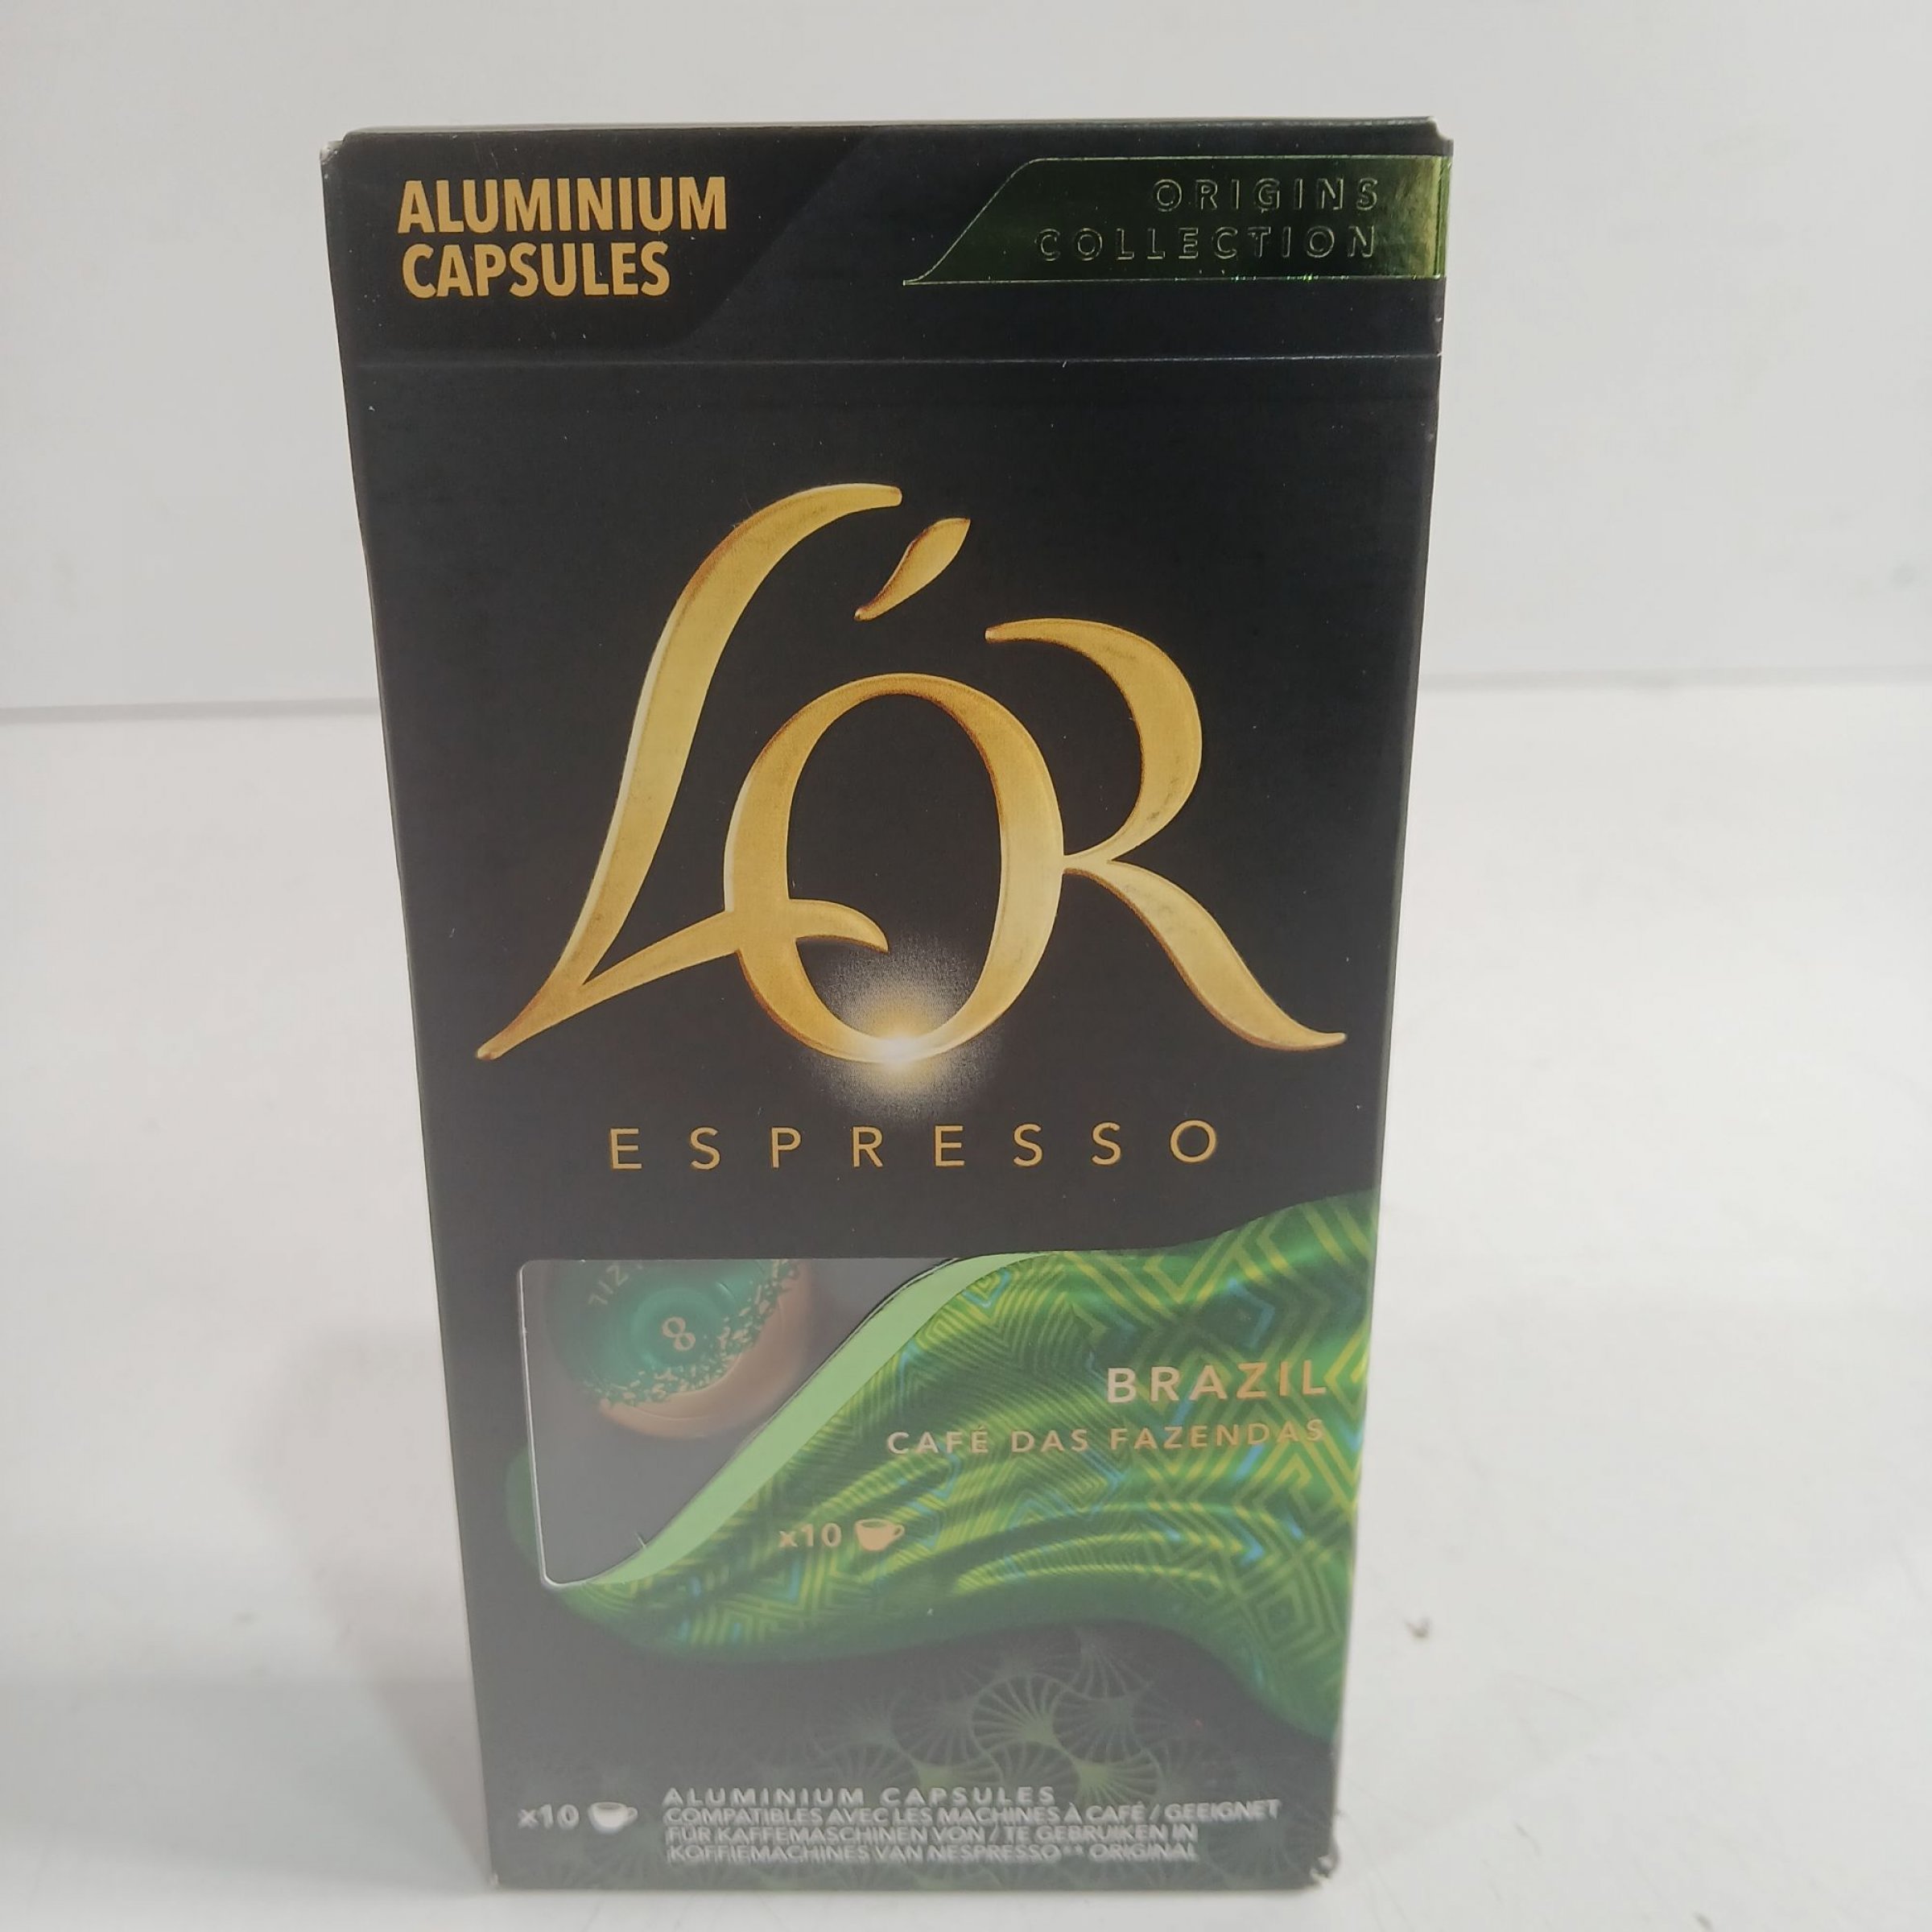 ALUMINIUM
CAPSULES
ORIGINS
COLLECTION
L'OR
ESPRESSO
8
BRAZIL
CAFÉ DAS FAZENDAS
x10
x10
ALUMINIUM CAPSULES
COMPATIBLES AVEC LES MACHINES À CAFÉ / GEEIGNET
FÜR KAFFEMASCHINEN VON / TE GEBRUIKEN IN
KOFFIEMACHINES VAN NESPRESSO** ORIGINAL